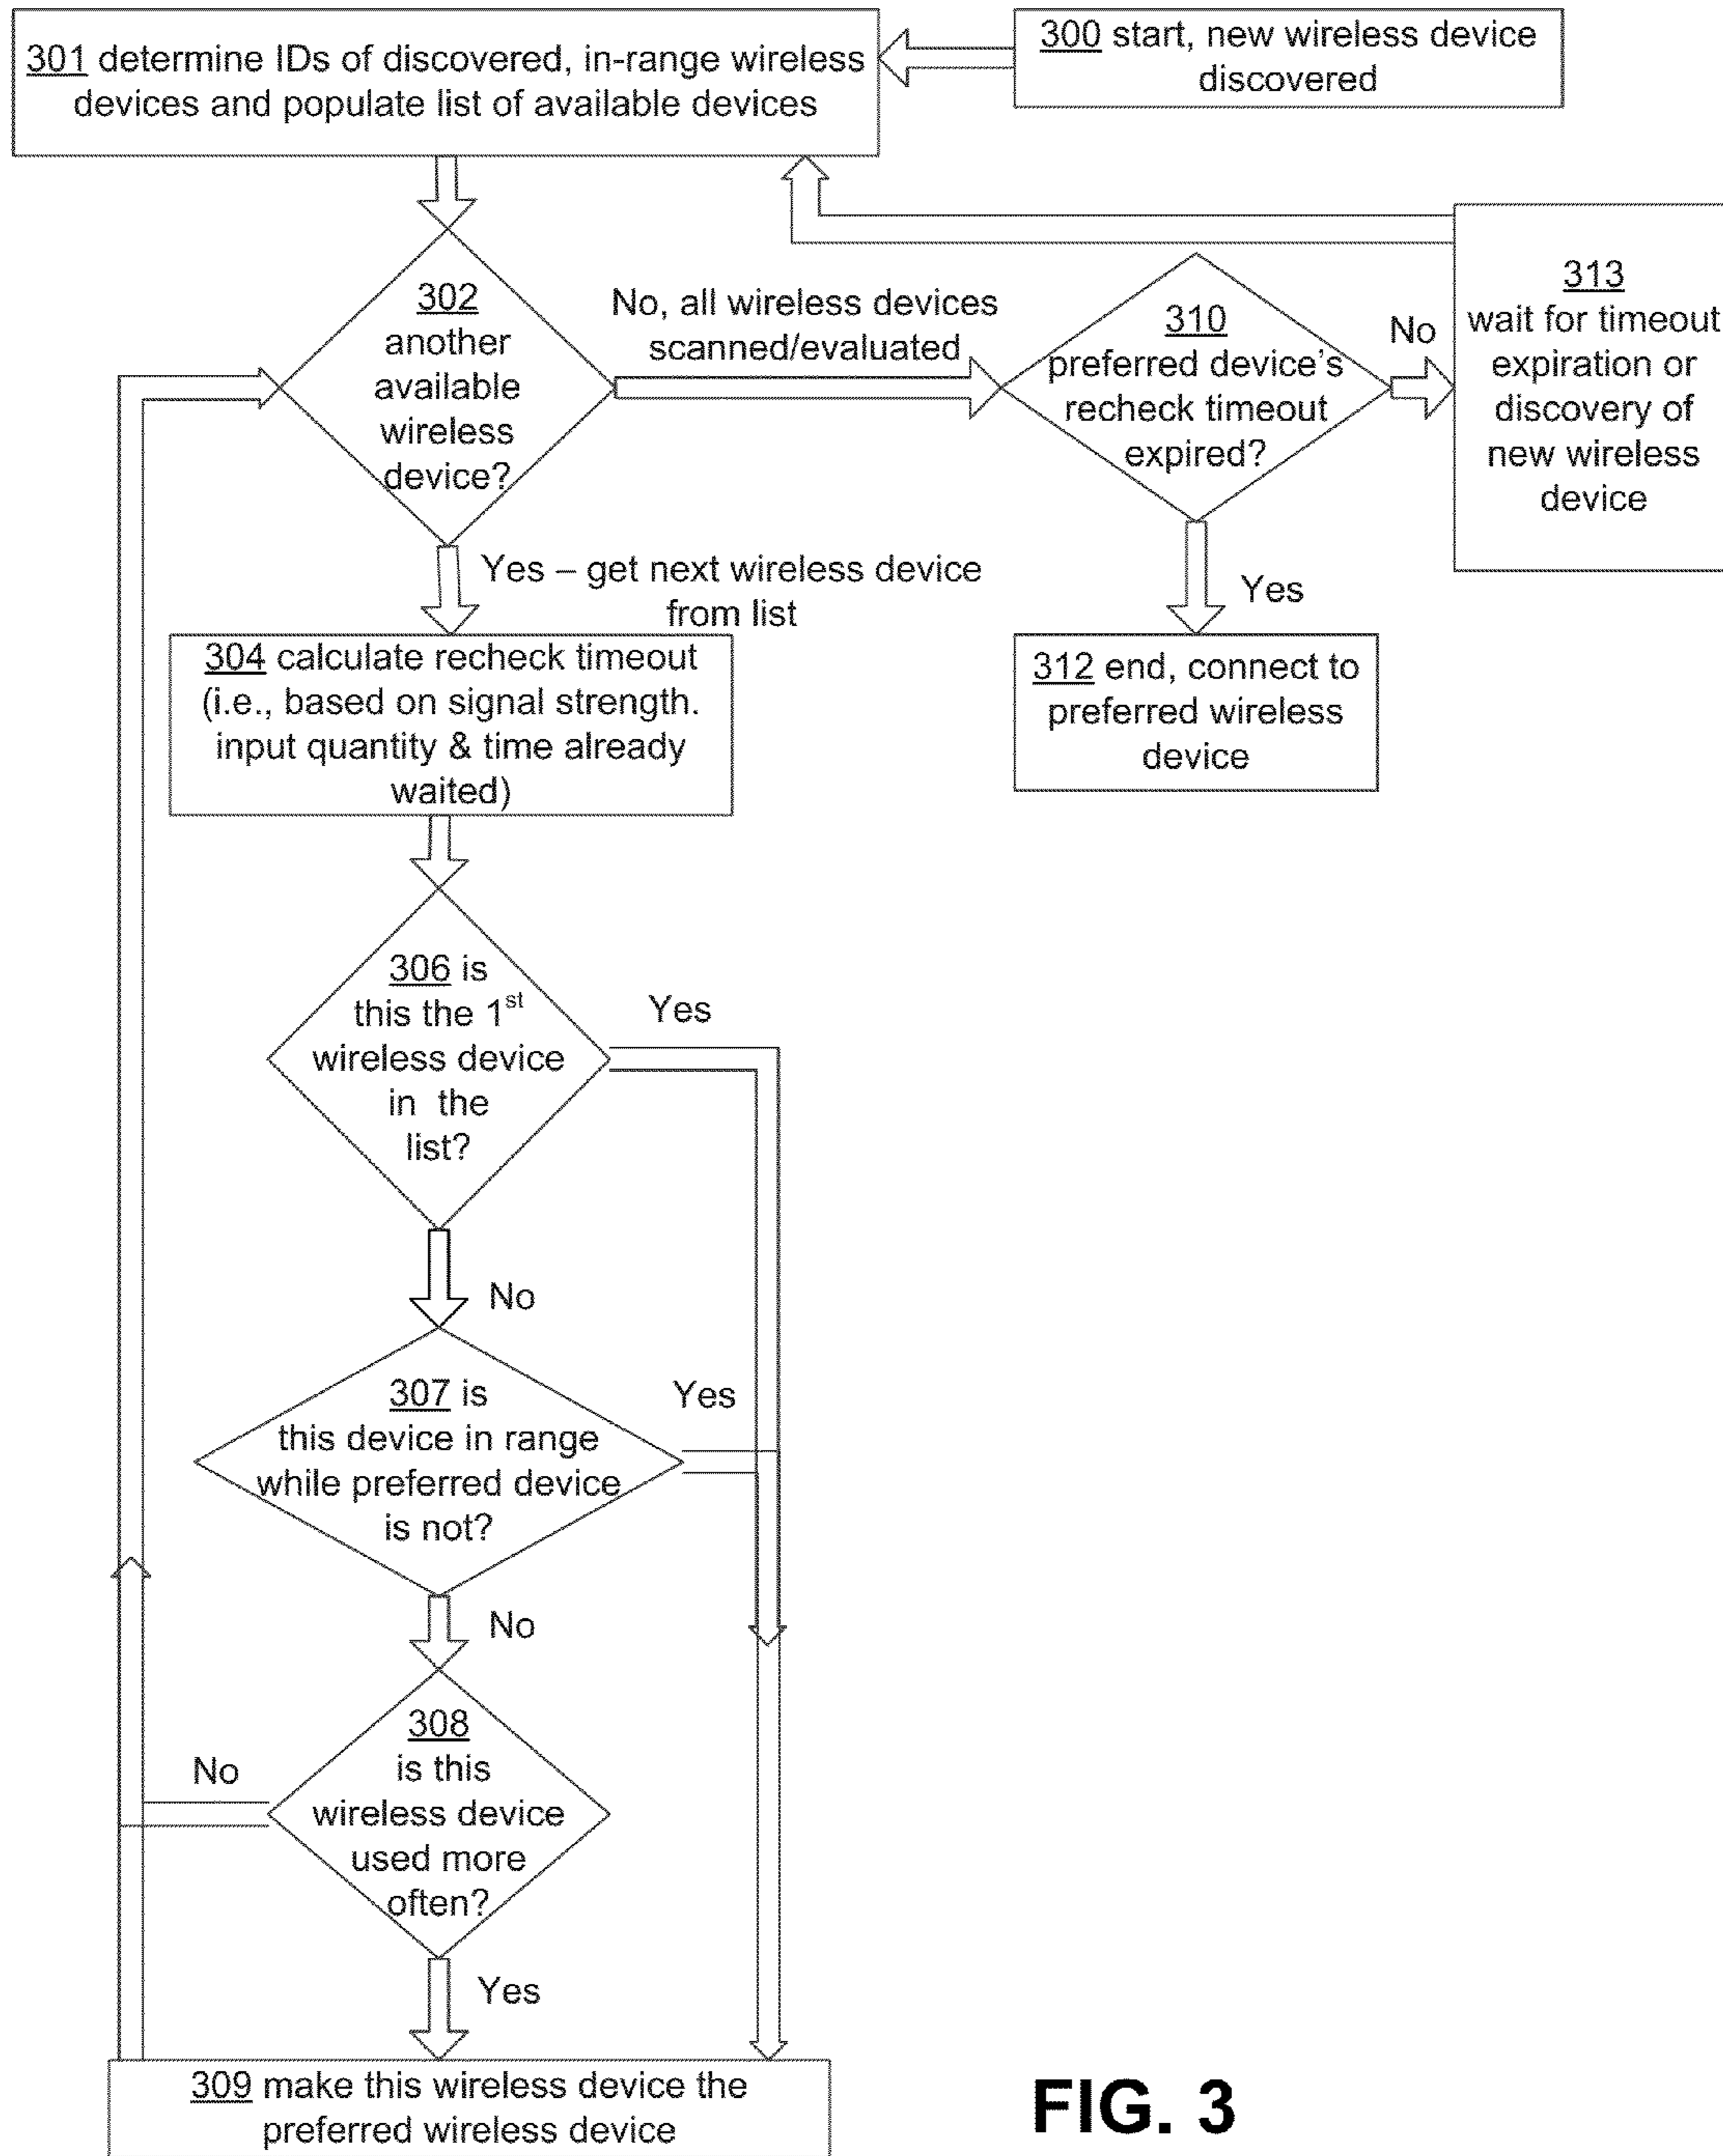 301 determine IDs of discovered, in-range wireless
devices and populate list of available devices
300 start, new wireless device
discovered
302
another
available
wireless
device?
No, all wireless devices
scanned/evaluated
310
preferred device’s
recheck timeout
expired?
No
313
wait for timeout
expiration or
discovery of
new wireless
device
Yes – get next wireless device
from list
Yes
304 calculate recheck timeout
(i.e., based on signal strength.
input quantity & time already
waited)
312 end, connect to
preferred wireless
device
306 is
this the 1st
wireless device
in the
list?
Yes
No
307 is
this device in range
while preferred device
is not?
Yes
No
308
is this
wireless device
used more
often?
No
Yes
309 make this wireless device the
preferred wireless device
FIG. 3